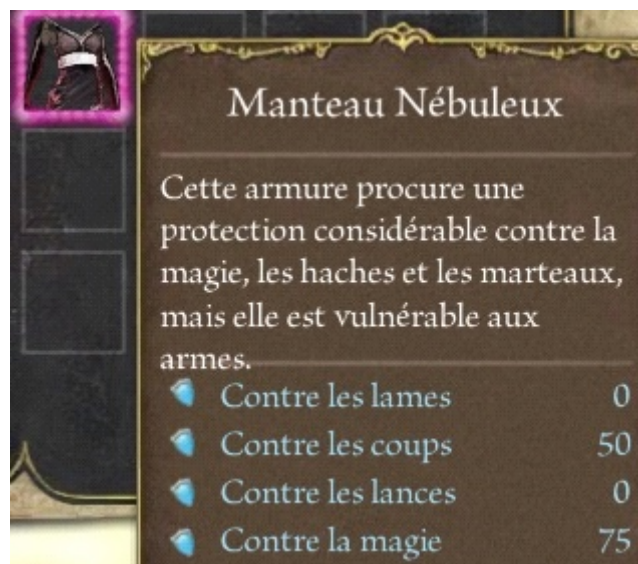 Manteau Nébuleux
Cette armure procure une
protection considérable contre la
magie, les haches et les marteaux,
mais elle est vulnérable aux
armes.
Contre les lames 0
Contre les coups 50
Contre les lances 0
Contre la magie 75